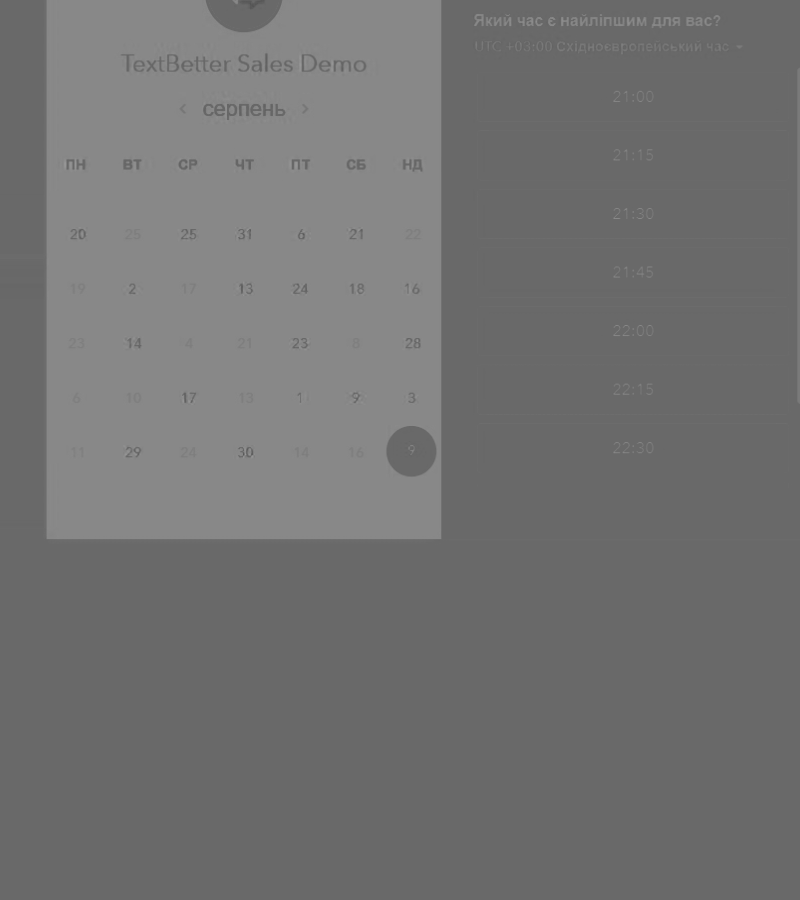 TextBetter Sales Demo
серпень
ПН ВТ СР ЧТ ПТ СБ НД
20 25 25 31 6 21 22
19 2 17 13 24 18 16
23 14 4 21 23 8 28
6 10 17 13 1 9 3
11 29 24 30 14 16 9
Який час є найліпшим для вас?
UTC +03:00 Східноєвропейський час
21:00
21:15
21:30
21:45
22:00
22:15
22:30